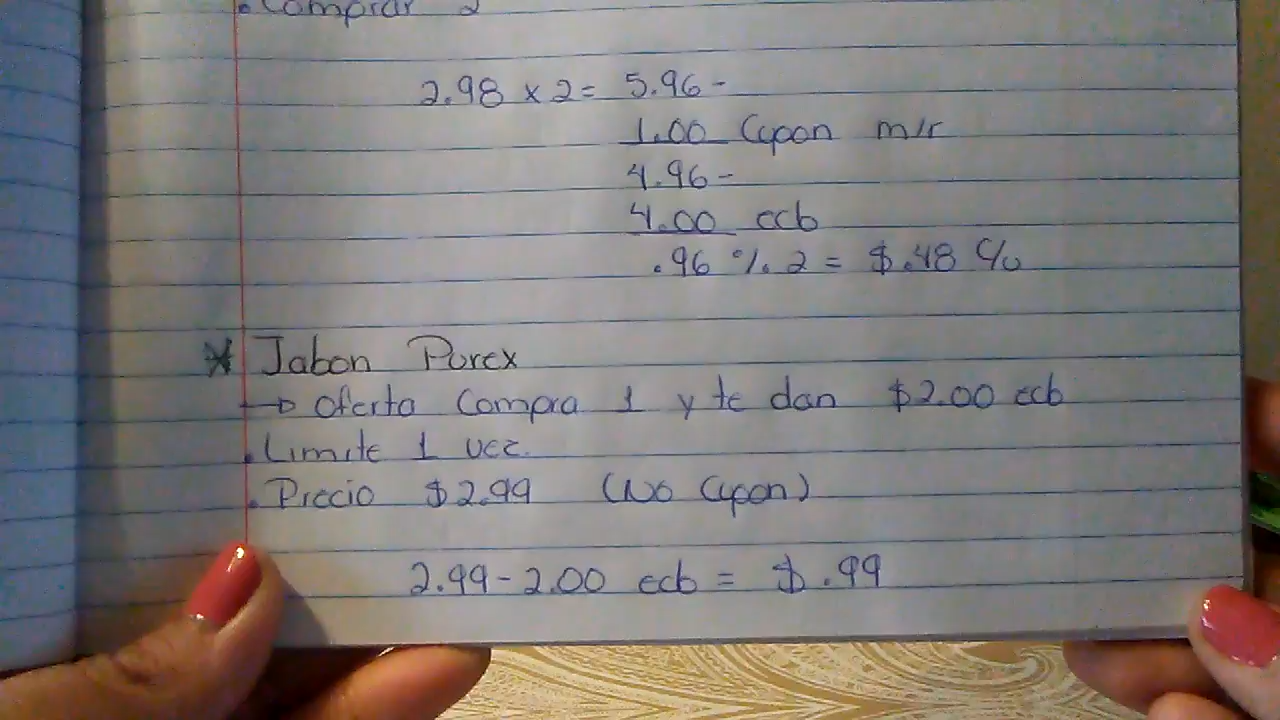 . Comprar 2
2.98 x 2 = 5.96 -
1.00 Cupon m/r
4.96 -
4.00 ecb
.96 % 2 = $.48 C/u
* Jabon Purex
→ Oferta Compra 1 y te dan $2.00 ecb
. Limite 1 vez.
. Precio $2.99 (No Cupon)
2.99 - 2.00 ecb = $.99